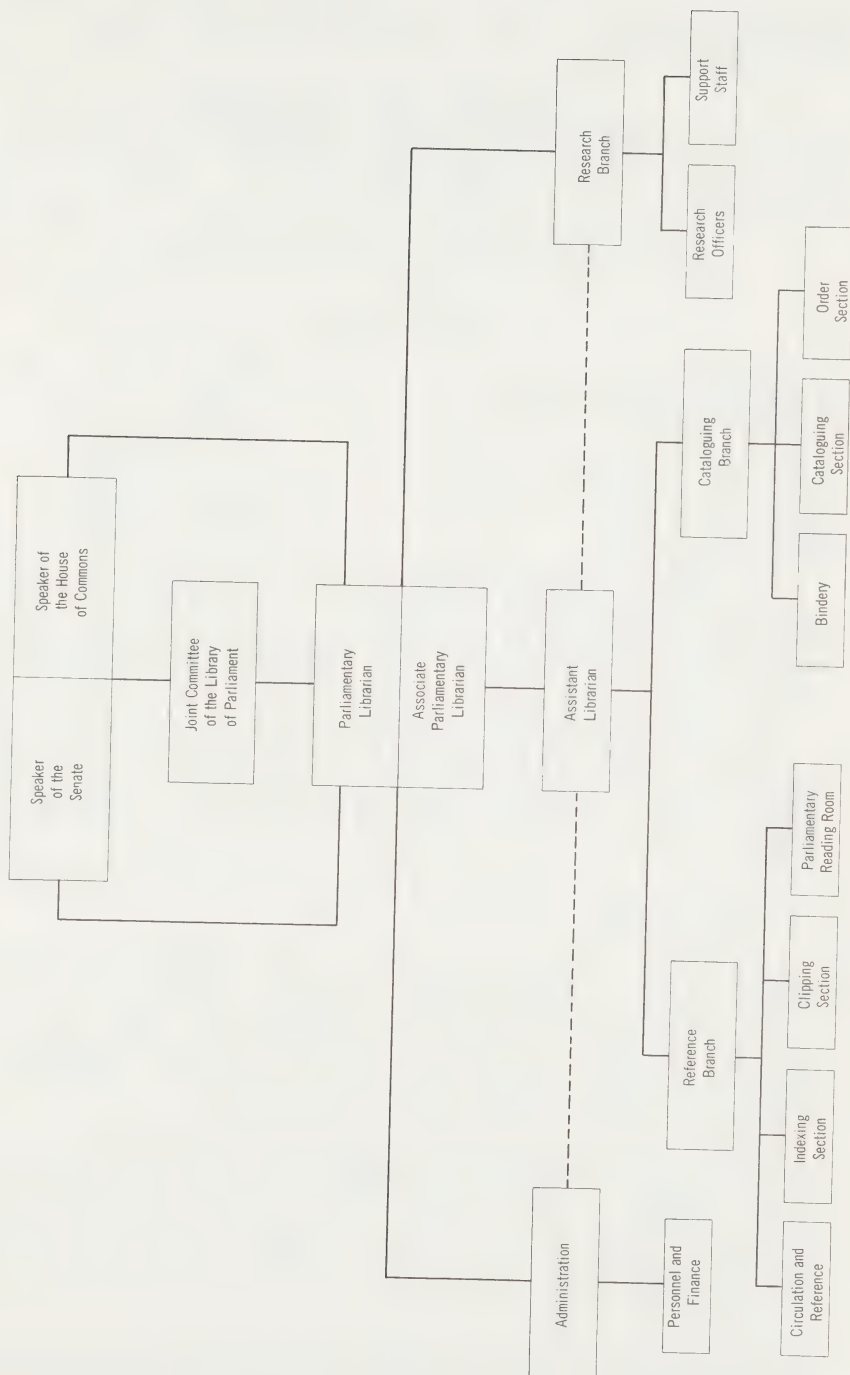 Speaker
of the
Senate
Speaker of
the House
of Commons
Joint Committee
of the Library
of Parliament
Parliamentary
Librarian
Associate
Parliamentary
Librarian
Assistant
Librarian
Administration
Research
Branch
Personnel and
Finance
Reference
Branch
Cataloguing
Branch
Research
Officers
Support
Staff
Circulation and
Reference
Indexing
Section
Clipping
Section
Parliamentary
Reading Room
Bindery
Cataloguing
Section
Order
Section